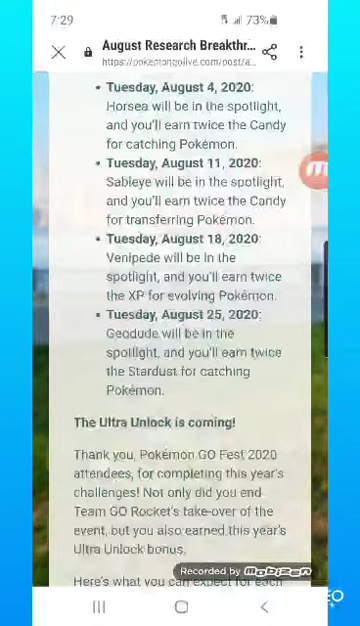 7:29
73%
August Research Breakthr...
https://pokemongolive.com/post/a...
• Tuesday, August 4, 2020:
Horsea will be in the spotlight,
and you'll earn twice the Candy
for catching Pokémon.
• Tuesday, August 11, 2020:
Sableye will be in the spotlight,
and you'll earn twice the Candy
for transferring Pokémon.
• Tuesday, August 18, 2020:
Venipede will be in the
spotlight, and you'll earn twice
the XP for evolving Pokémon.
• Tuesday, August 25, 2020:
Geodude will be in the
spotlight, and you'll earn twice
the Stardust for catching
Pokémon.
The Ultra Unlock is coming!
Thank you, Pokémon GO Fest 2020
attendees, for completing this year's
challenges! Not only did you end
Team GO Rocket's take-over of the
event, but you also earned this year's
Ultra Unlock bonus.
Recorded by Mobizen
Here's what you can expect for each